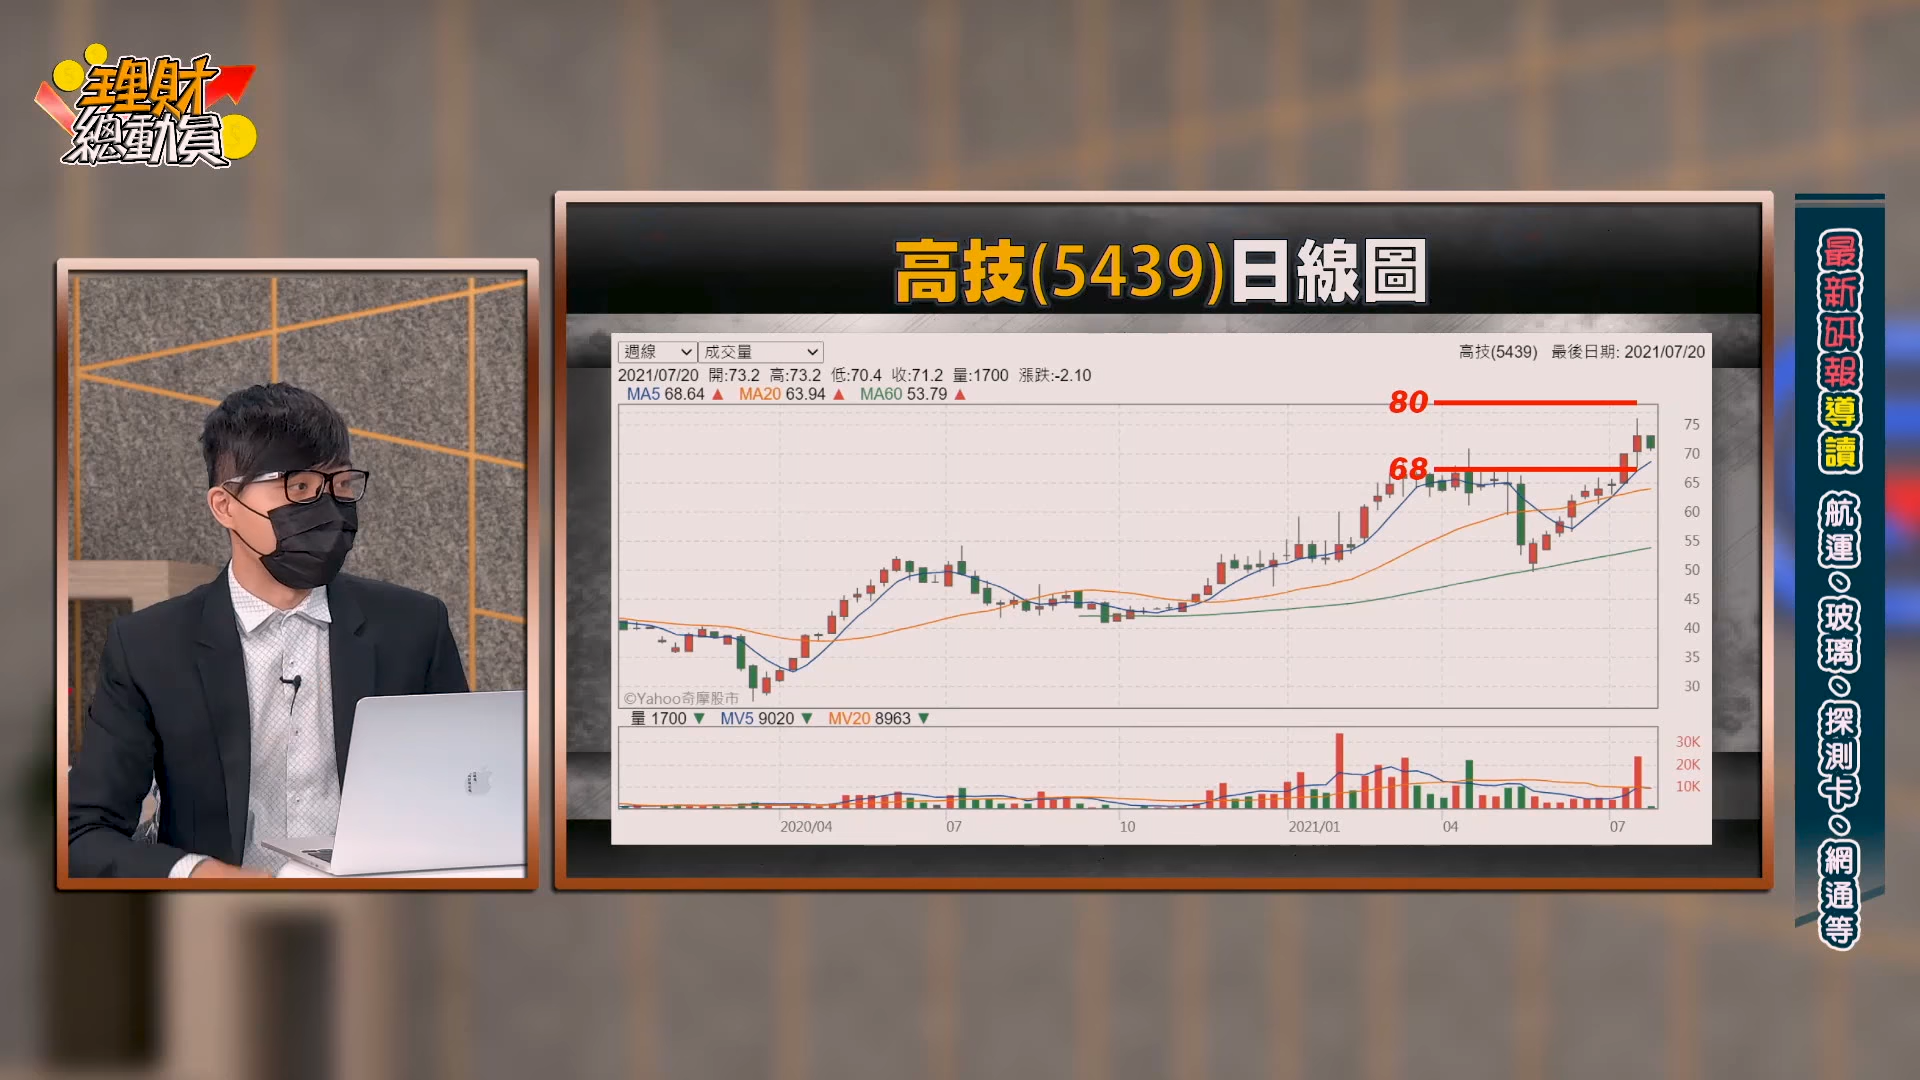 理財
總動員
高技(5439)日線圖
週線 成交量 高技(5439) 最後日期: 2021/07/20
2021/07/20 開:73.2 高:73.2 低:70.4 收:71.2 量:1700 漲跌:-2.10
MA5 68.64 ▲ MA20 63.94 ▲ MA60 53.79 ▲
80
68
75
70
65
60
55
50
45
40
35
30
©Yahoo奇摩股市
量 1700 ▼ MV5 9020 ▼ MV20 8963 ▼
30K
20K
10K
2020/04 07 10 2021/01 04 07
最新研報導讀 航運。玻璃。探測卡。網通等